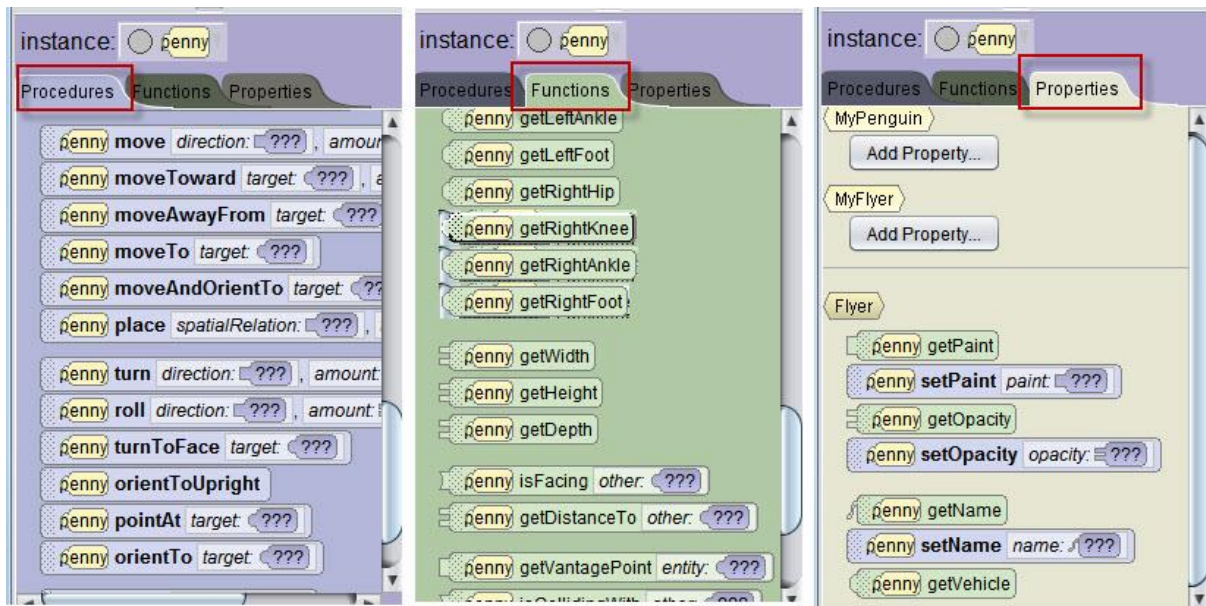 instance: penny
Procedures Functions Properties
penny move direction: ??? , amour
penny moveToward target: ??? ,
penny moveAwayFrom target: ???
penny moveTo target: ???
penny moveAndOrientTo target: ??
penny place spatialRelation: ??? ,
penny turn direction: ??? , amount:
penny roll direction: ??? , amount:
penny turnToFace target: ???
penny orientToUpright
penny pointAt target: ???
penny orientTo target: ???
instance: penny
Procedures Functions Properties
penny getLeftAnkle
penny getLeftFoot
penny getRightHip
penny getRightKnee
penny getRightAnkle
penny getRightFoot
penny getWidth
penny getHeight
penny getDepth
penny isFacing other: ???
penny getDistanceTo other: ???
penny getVantagePoint entity: ???
penny isCollidingWith other: ???
instance: penny
Procedures Functions Properties
MyPenguin
Add Property...
MyFlyer
Add Property...
Flyer
penny getPaint
penny setPaint paint: ???
penny getOpacity
penny setOpacity opacity: ???
penny getName
penny setName name: ???
penny getVehicle